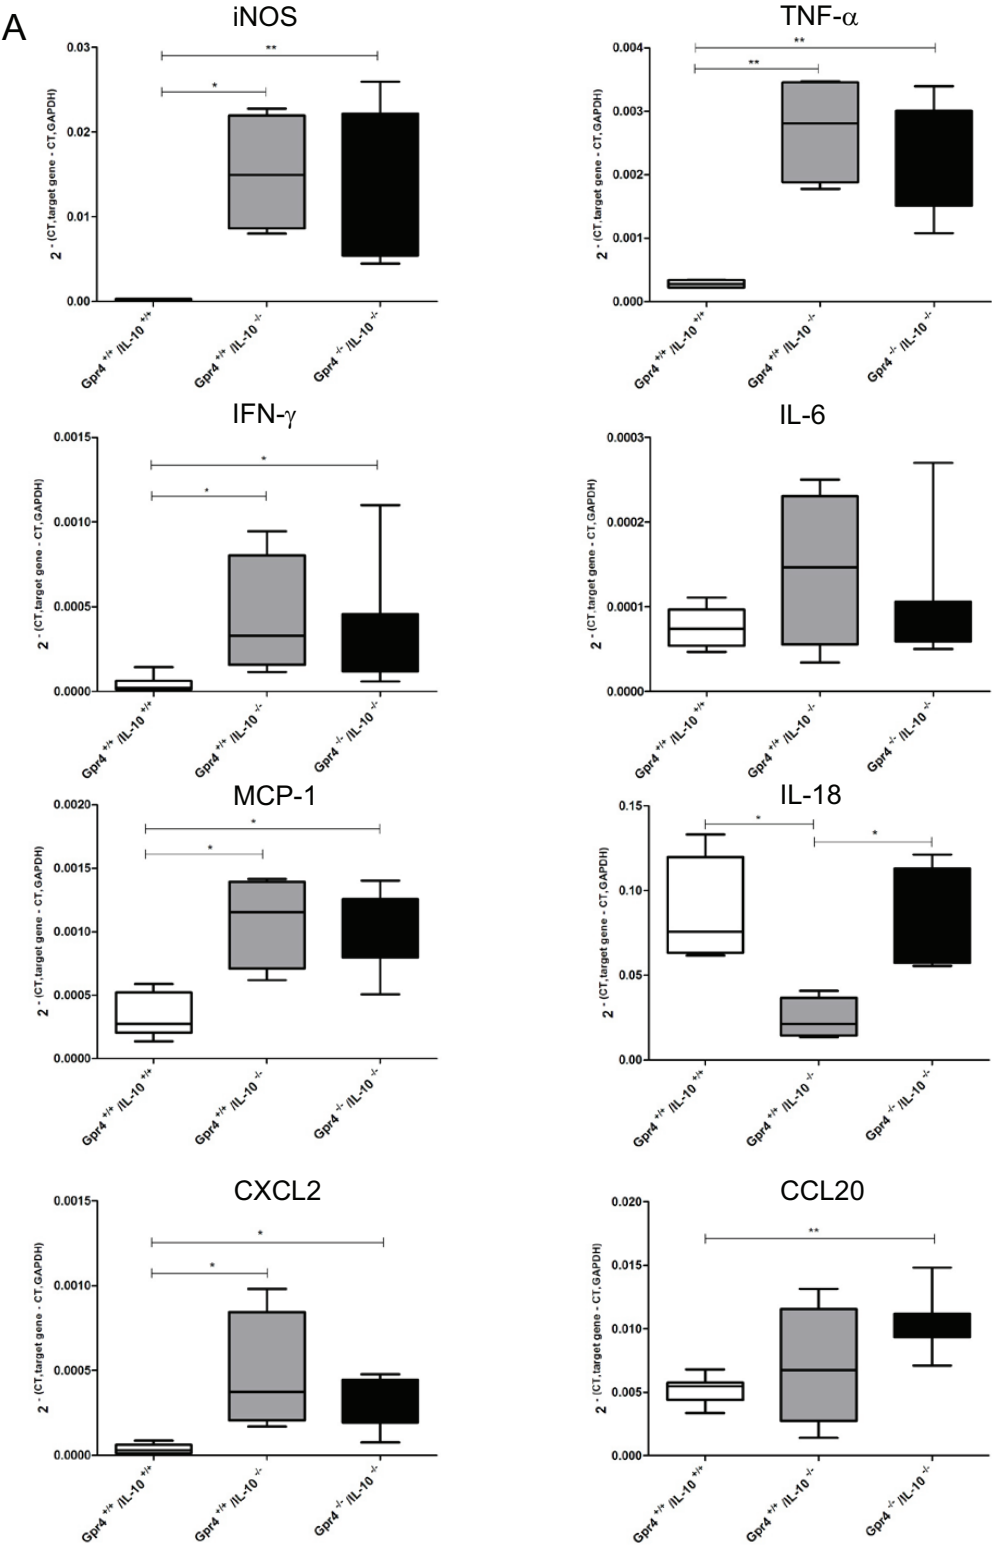 A
iNOS
2 - (CT,target gene - CT,GAPDH)
0.03
0.02
0.01
0.00
**
*
Gpr4 +/+ /IL-10 +/+
Gpr4 +/+ /IL-10 -/-
Gpr4 -/- /IL-10 -/-
TNF-α
2 - (CT,target gene - CT,GAPDH)
0.004
0.003
0.002
0.001
0.000
**
**
Gpr4 +/+ /IL-10 +/+
Gpr4 +/+ /IL-10 -/-
Gpr4 -/- /IL-10 -/-
IFN-γ
2 - (CT,target gene - CT,GAPDH)
0.0015
0.0010
0.0005
0.0000
*
*
Gpr4 +/+ /IL-10 +/+
Gpr4 +/+ /IL-10 -/-
Gpr4 -/- /IL-10 -/-
IL-6
2 - (CT,target gene - CT,GAPDH)
0.0003
0.0002
0.0001
0.0000
Gpr4 +/+ /IL-10 +/+
Gpr4 +/+ /IL-10 -/-
Gpr4 -/- /IL-10 -/-
MCP-1
2 - (CT,target gene - CT,GAPDH)
0.0020
0.0015
0.0010
0.0005
0.0000
*
*
Gpr4 +/+ /IL-10 +/+
Gpr4 +/+ /IL-10 -/-
Gpr4 -/- /IL-10 -/-
IL-18
2 - (CT,target gene - CT,GAPDH)
0.15
0.10
0.05
0.00
*
*
Gpr4 +/+ /IL-10 +/+
Gpr4 +/+ /IL-10 -/-
Gpr4 -/- /IL-10 -/-
CXCL2
2 - (CT,target gene - CT,GAPDH)
0.0015
0.0010
0.0005
0.0000
*
*
Gpr4 +/+ /IL-10 +/+
Gpr4 +/+ /IL-10 -/-
Gpr4 -/- /IL-10 -/-
CCL20
2 - (CT,target gene - CT,GAPDH)
0.020
0.015
0.010
0.005
0.000
**
Gpr4 +/+ /IL-10 +/+
Gpr4 +/+ /IL-10 -/-
Gpr4 -/- /IL-10 -/-